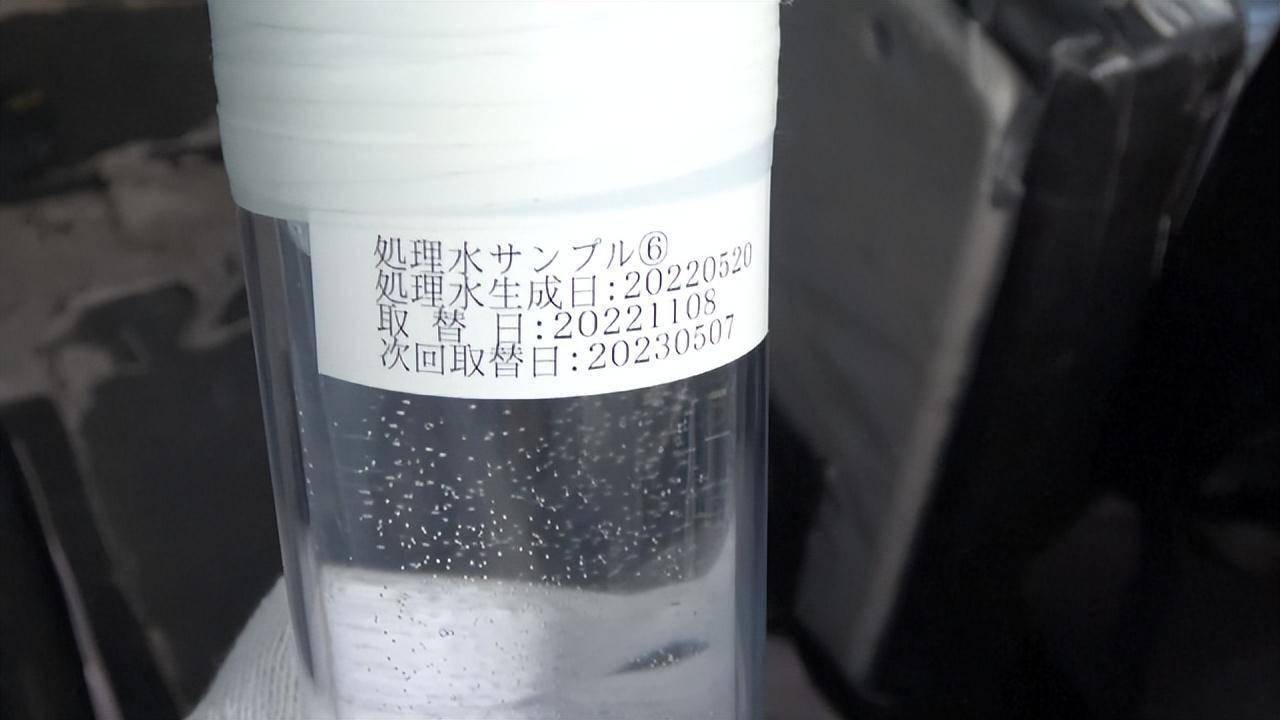 処理水サンプル⑥
処理水生成日:20220520
取 替 日:20221108
次回取替日:20230507